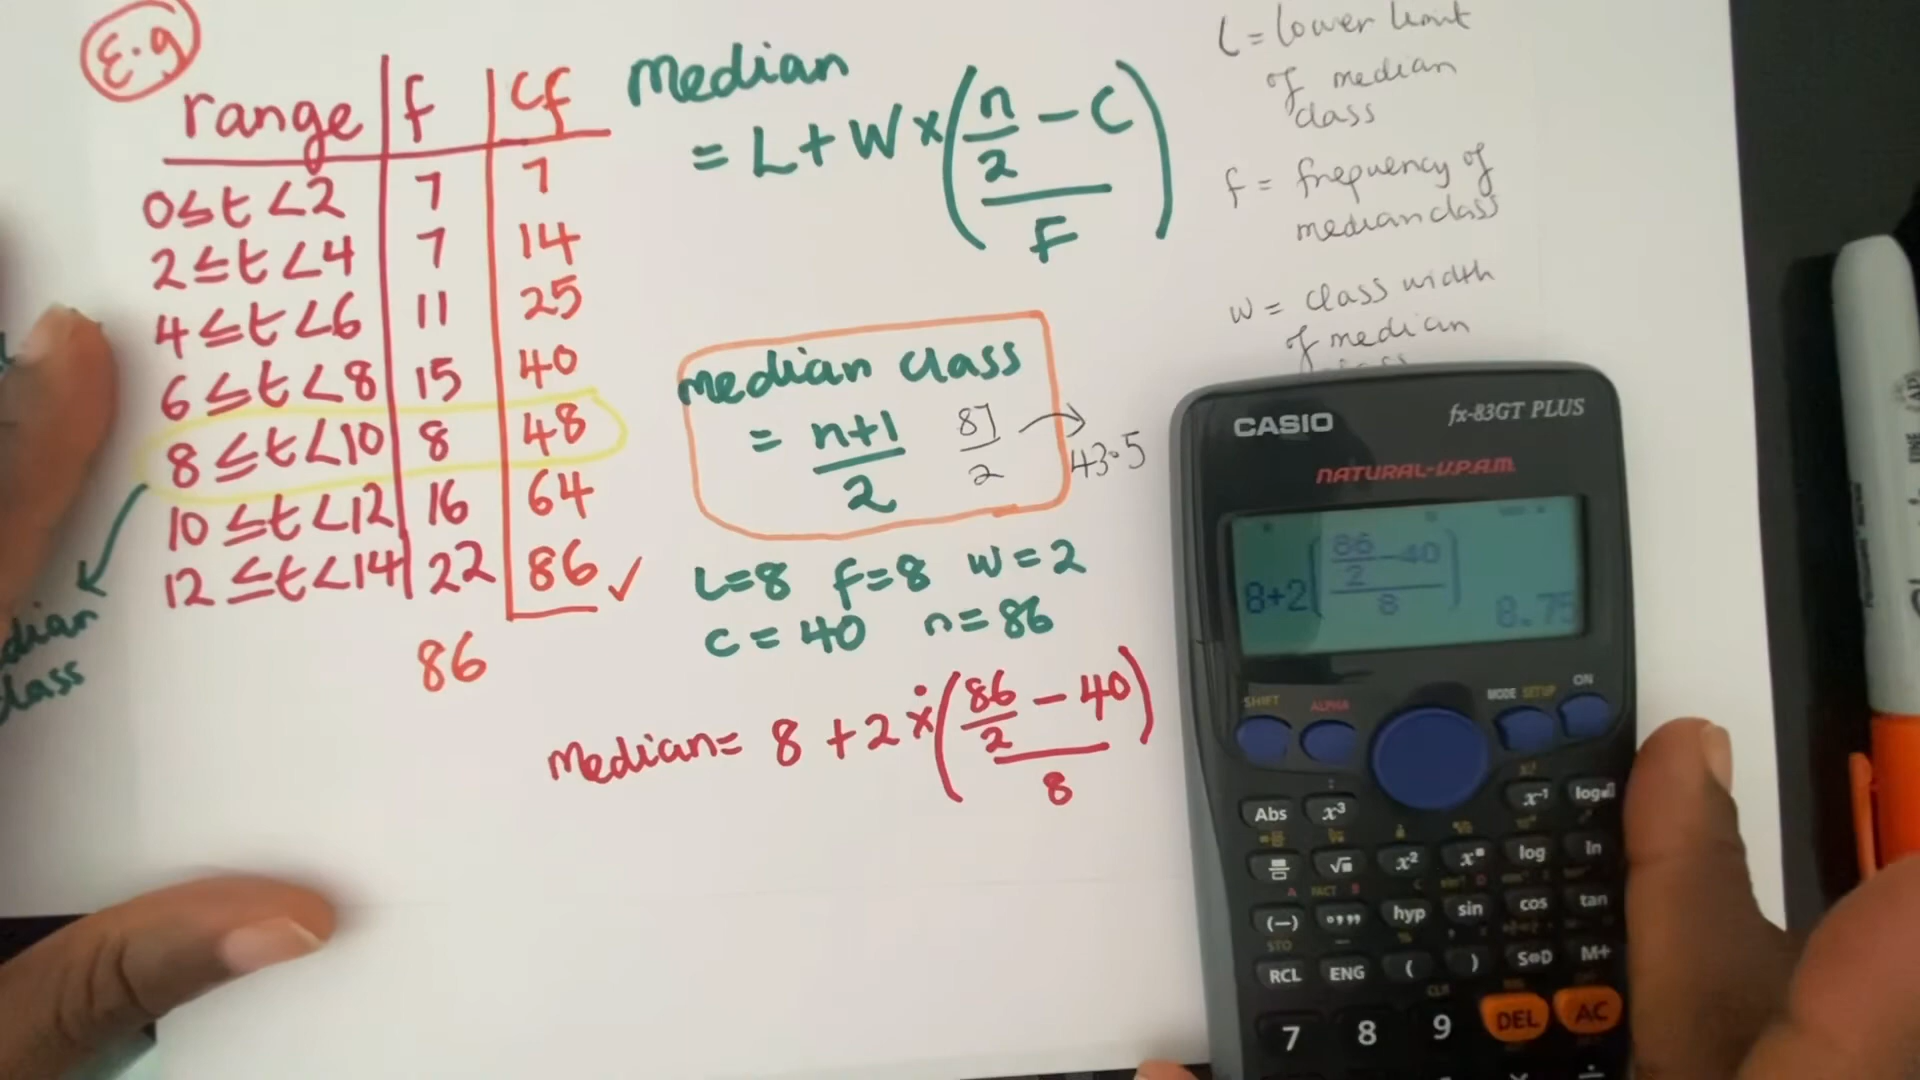 E.g
range f cf
0≤t<2 7 7
2≤t<4 7 14
4≤t<6 11 25
6≤t<8 15 40
8≤t<10 8 48
10≤t<12 16 64
12≤t<14 22 86 ✓
86
class
Median
= L+W×((n/2 - C)/F)
median class
= (n+1)/2 87/2 → 43.5
L=8 f=8 w=2
c=40 n=86
Median= 8+2×((86/2 - 40)/8)
L = lower limit
of median
class
f = frequency of
median class
w = class width
of median
CASIO fx-83GT PLUS
NATURAL-V.P.A.M.
8+2((86/2-40)/8)
8.75
SHIFT ALPHA MODE SETUP ON
Abs x³ x⁻¹ log
√ x² log ln
(−) hyp sin cos tan
STO
RCL ENG ( ) S⇔D M+
7 8 9 DEL AC